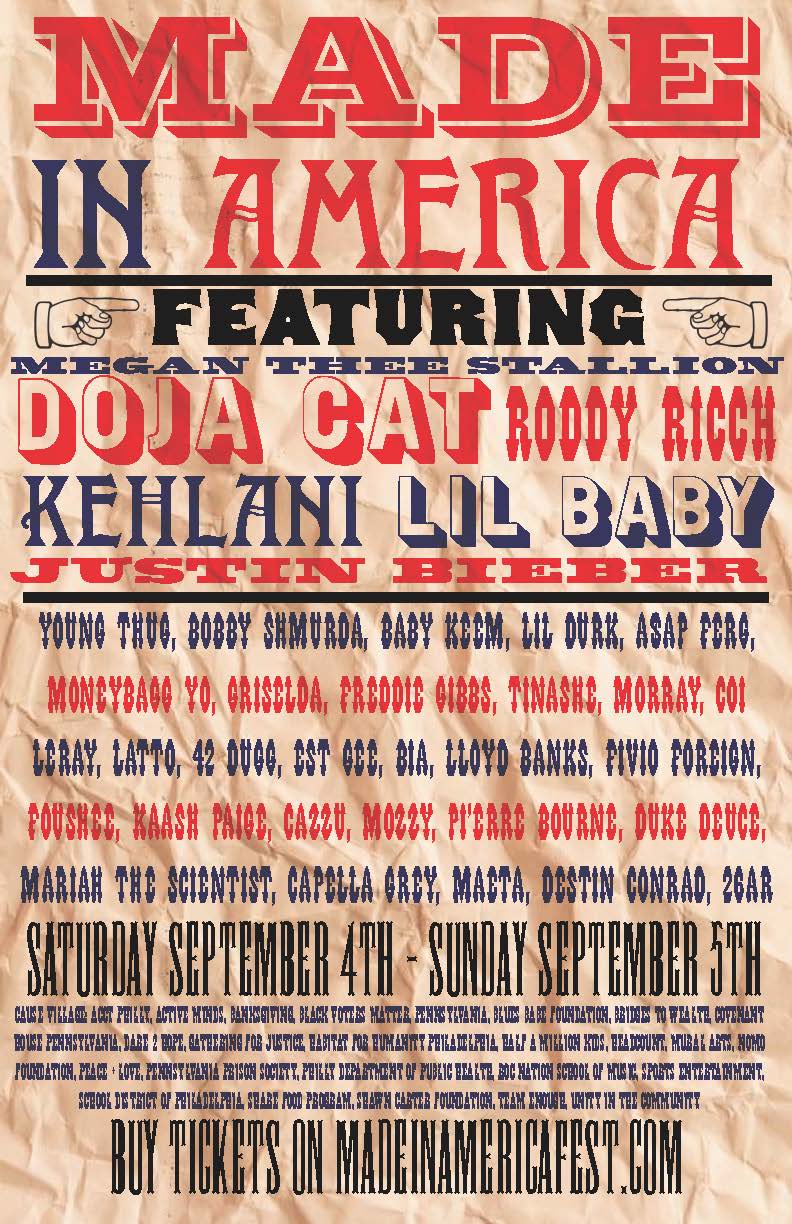 MADE
IN AMERICA
FEATURING
MEGAN THEE STALLION
DOJA CAT RODDY RICCH
KEHLANI LIL BABY
JUSTIN BIEBER
YOUNG THUG, BOBBY SHMURDA, BABY KEEM, LIL DURK, ASAP FERG,
MONEYBAGG YO, GRISELDA, FREDDIE GIBBS, TINASHE, MORRAY, COI
LERAY, LATTO, 42 DUGG, EST GEE, BIA, LLOYD BANKS, FIVIO FOREIGN,
FOUSHEE, KAASH PAIGE, CAZZU, MOZZY, PI'ERRE BOURNE, DUKE DEUCE,
MARIAH THE SCIENTIST, CAPELLA GREY, MAETA, DESTIN CONRAD, 26AR
SATURDAY SEPTEMBER 4TH - SUNDAY SEPTEMBER 5TH
CAUSE VILLAGE: ACCT PHILLY, ACTIVE MINDS, BANKSGIVING, BLACK VOTERS MATTER, PENNSYLVANIA, BLUES BABE FOUNDATION, BRIDGES TO WEALTH, COVENANT
HOUSE PENNSYLVANIA, DARE 2 HOPE, GATHERING FOR JUSTICE, HABITAT FOR HUMANITY PHILADELPHIA, HALF A MILLION KIDS, HEADCOUNT, MURAL ARTS, NOMO
FOUNDATION, PEACE + LOVE, PENNSYLVANIA PRISON SOCIETY, PHILLY DEPARTMENT OF PUBLIC HEALTH, ROC NATION SCHOOL OF MUSIC, SPORTS ENTERTAINMENT,
SCHOOL DISTRICT OF PHILADELPHIA, SHARE FOOD PROGRAM, SHAWN CARTER FOUNDATION, TEAM ENOUGH, UNITY IN THE COMMUNITY
BUY TICKETS ON MADEINAMERICAFEST.COM